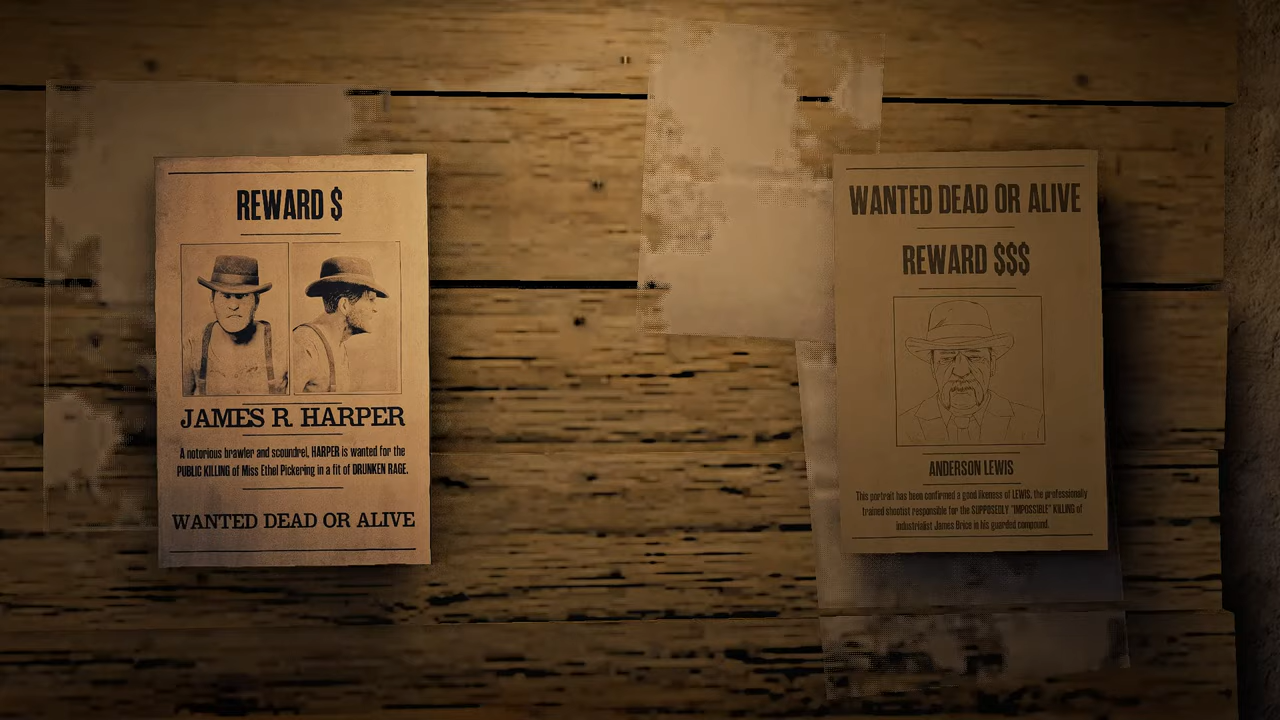 REWARD $
JAMES R. HARPER
A notorious brawler and scoundrel, HARPER is wanted for the
PUBLIC KILLING of Miss Ethel Pickering in a fit of DRUNKEN RAGE.
WANTED DEAD OR ALIVE
WANTED DEAD OR ALIVE
REWARD $$$
ANDERSON LEWIS
This portrait has been confirmed a good likeness of LEWIS, the professionally
trained shootist responsible for the SUPPOSEDLY "IMPOSSIBLE" KILLING of
industrialist James Brice in his guarded compound.